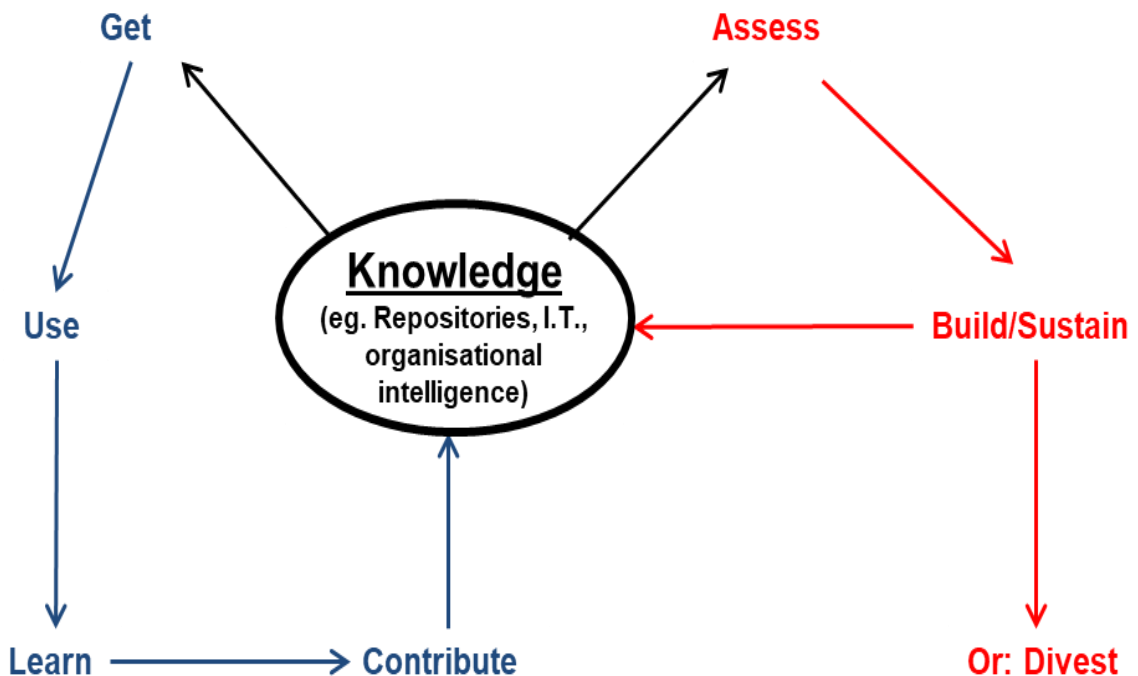 Get
Assess
Knowledge
(eg. Repositories, I.T.,
organisational
intelligence)
Use
Build/Sustain
Learn
Contribute
Or: Divest